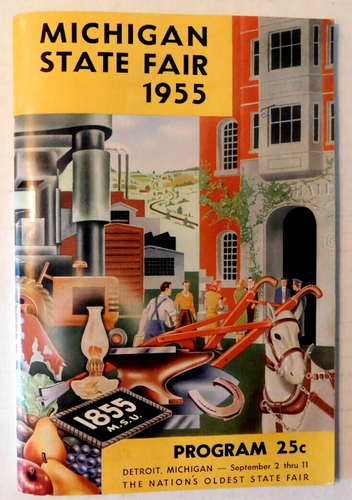 MICHIGAN
STATE FAIR
1955
HALL
1855
M.S.U.
PROGRAM 25c
DETROIT, MICHIGAN — September 2 thru 11
THE NATION'S OLDEST STATE FAIR